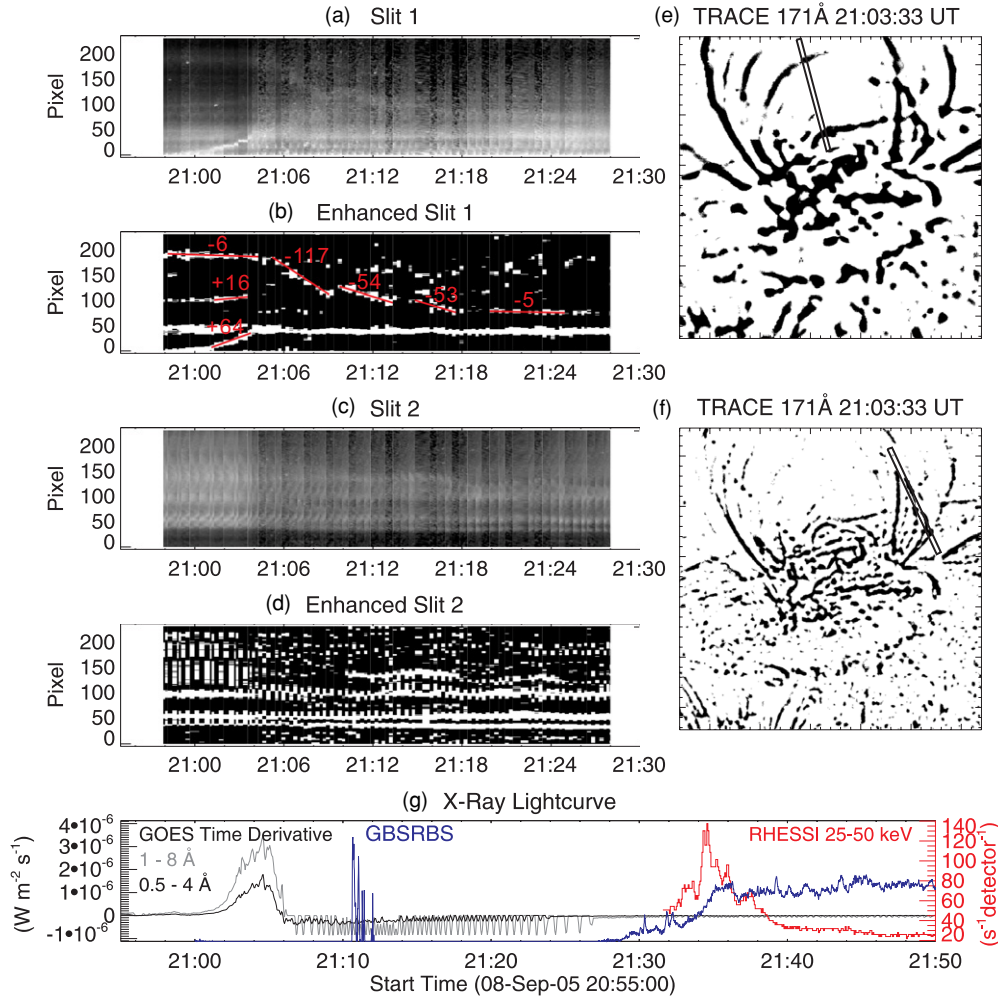 (a) Slit 1
Pixel
200
150
100
50
0
21:00 21:06 21:12 21:18 21:24 21:30
(b) Enhanced Slit 1
Pixel
200
150
100
50
0
-6
+16
+64
-117
-54
-53
-5
21:00 21:06 21:12 21:18 21:24 21:30
(c) Slit 2
Pixel
200
150
100
50
0
21:00 21:06 21:12 21:18 21:24 21:30
(d) Enhanced Slit 2
Pixel
200
150
100
50
0
21:00 21:06 21:12 21:18 21:24 21:30
(e) TRACE 171Å 21:03:33 UT
(f) TRACE 171Å 21:03:33 UT
(g) X-Ray Lightcurve
(W m⁻² s⁻¹)
4•10⁻⁶
3•10⁻⁶
2•10⁻⁶
1•10⁻⁶
0
-1•10⁻⁶
GOES Time Derivative
1 - 8 Å
0.5 - 4 Å
GBSRBS
RHESSI 25-50 keV
140
120
100
80
60
40
20
(s⁻¹ detector⁻¹)
21:00 21:10 21:20 21:30 21:40 21:50
Start Time (08-Sep-05 20:55:00)